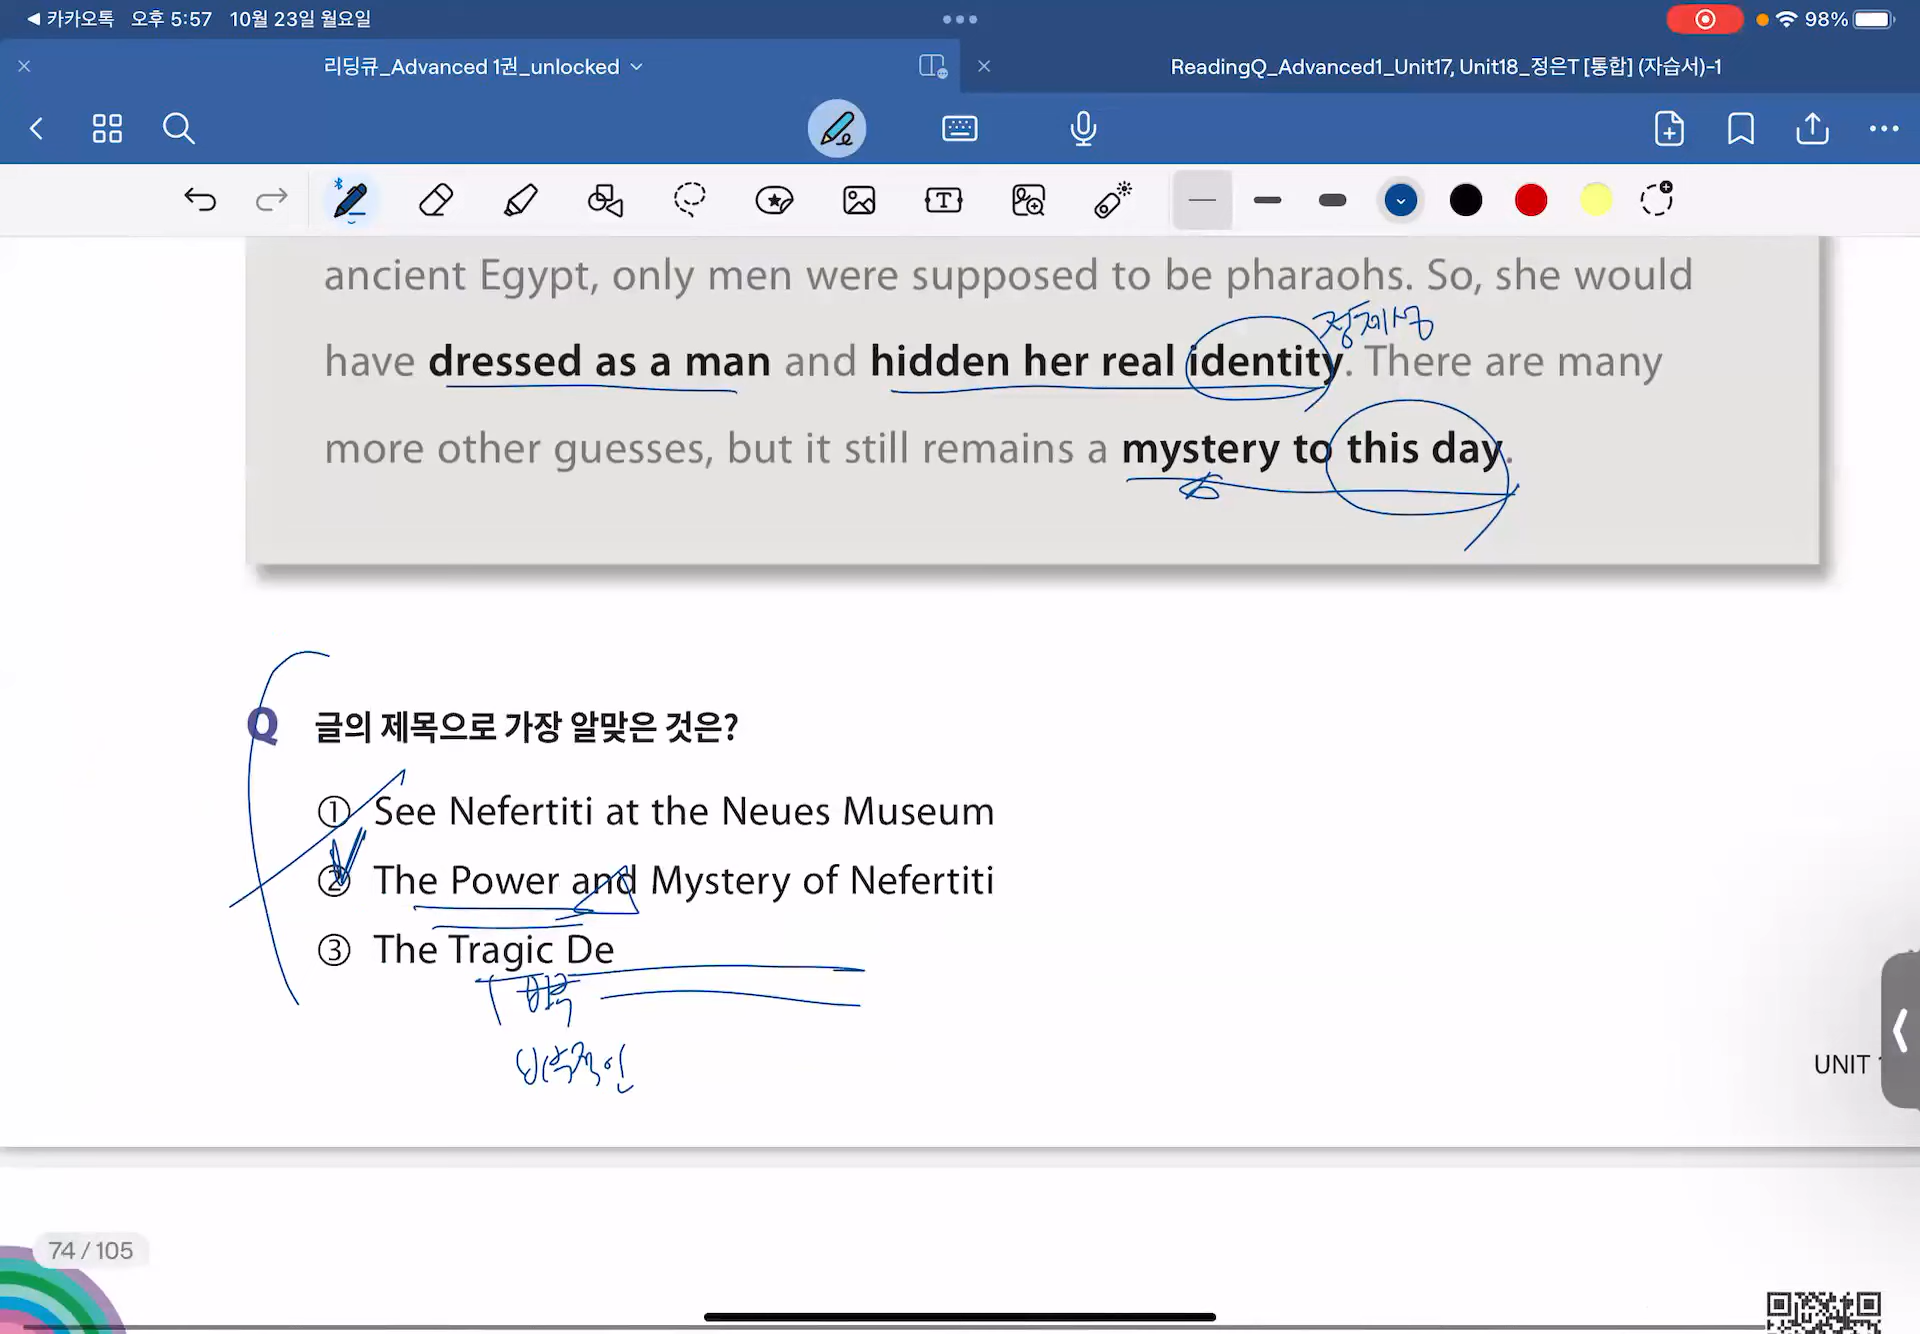 ◀ 카카오톡 오후 5:57 10월 23일 월요일
98%
리딩큐_Advanced 1권_unlocked
ReadingQ_Advanced1_Unit17, Unit18_정은T [통합] (자습서)-1
ancient Egypt, only men were supposed to be pharaohs. So, she would
정체성
have dressed as a man and hidden her real identity. There are many
more other guesses, but it still remains a mystery to this day.
Q 글의 제목으로 가장 알맞은 것은?
① See Nefertiti at the Neues Museum
② The Power and Mystery of Nefertiti
③ The Tragic De
비극
비극적인
UNIT
74 / 105